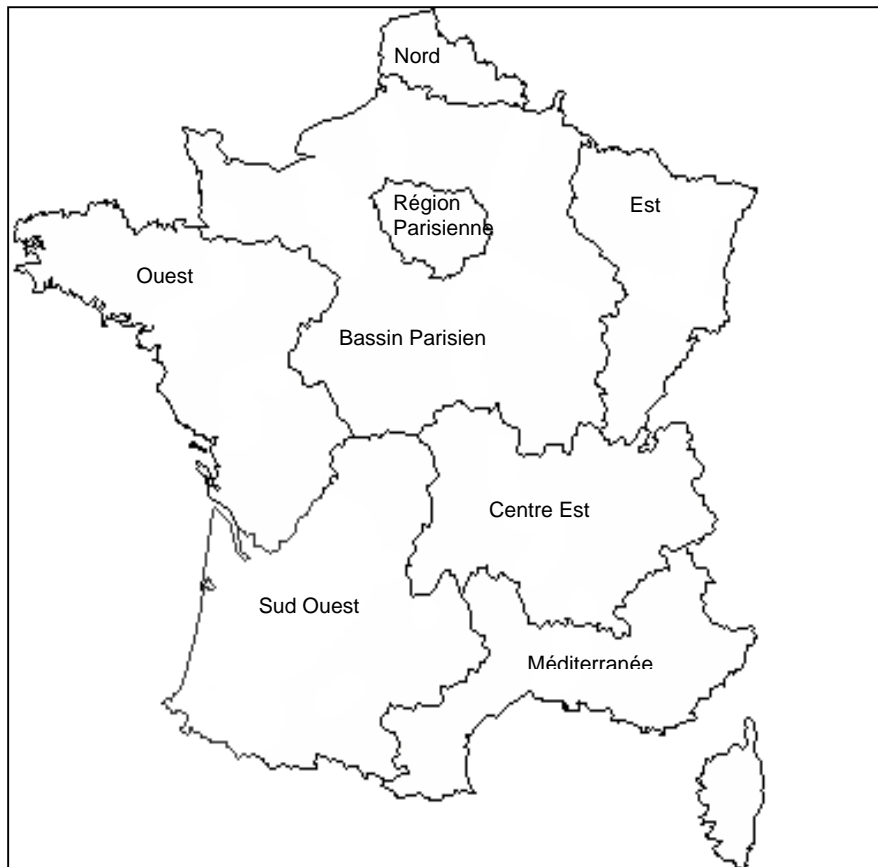 Nord
Région
Parisienne
Est
Ouest
Bassin Parisien
Centre Est
Sud Ouest
Méditerranée